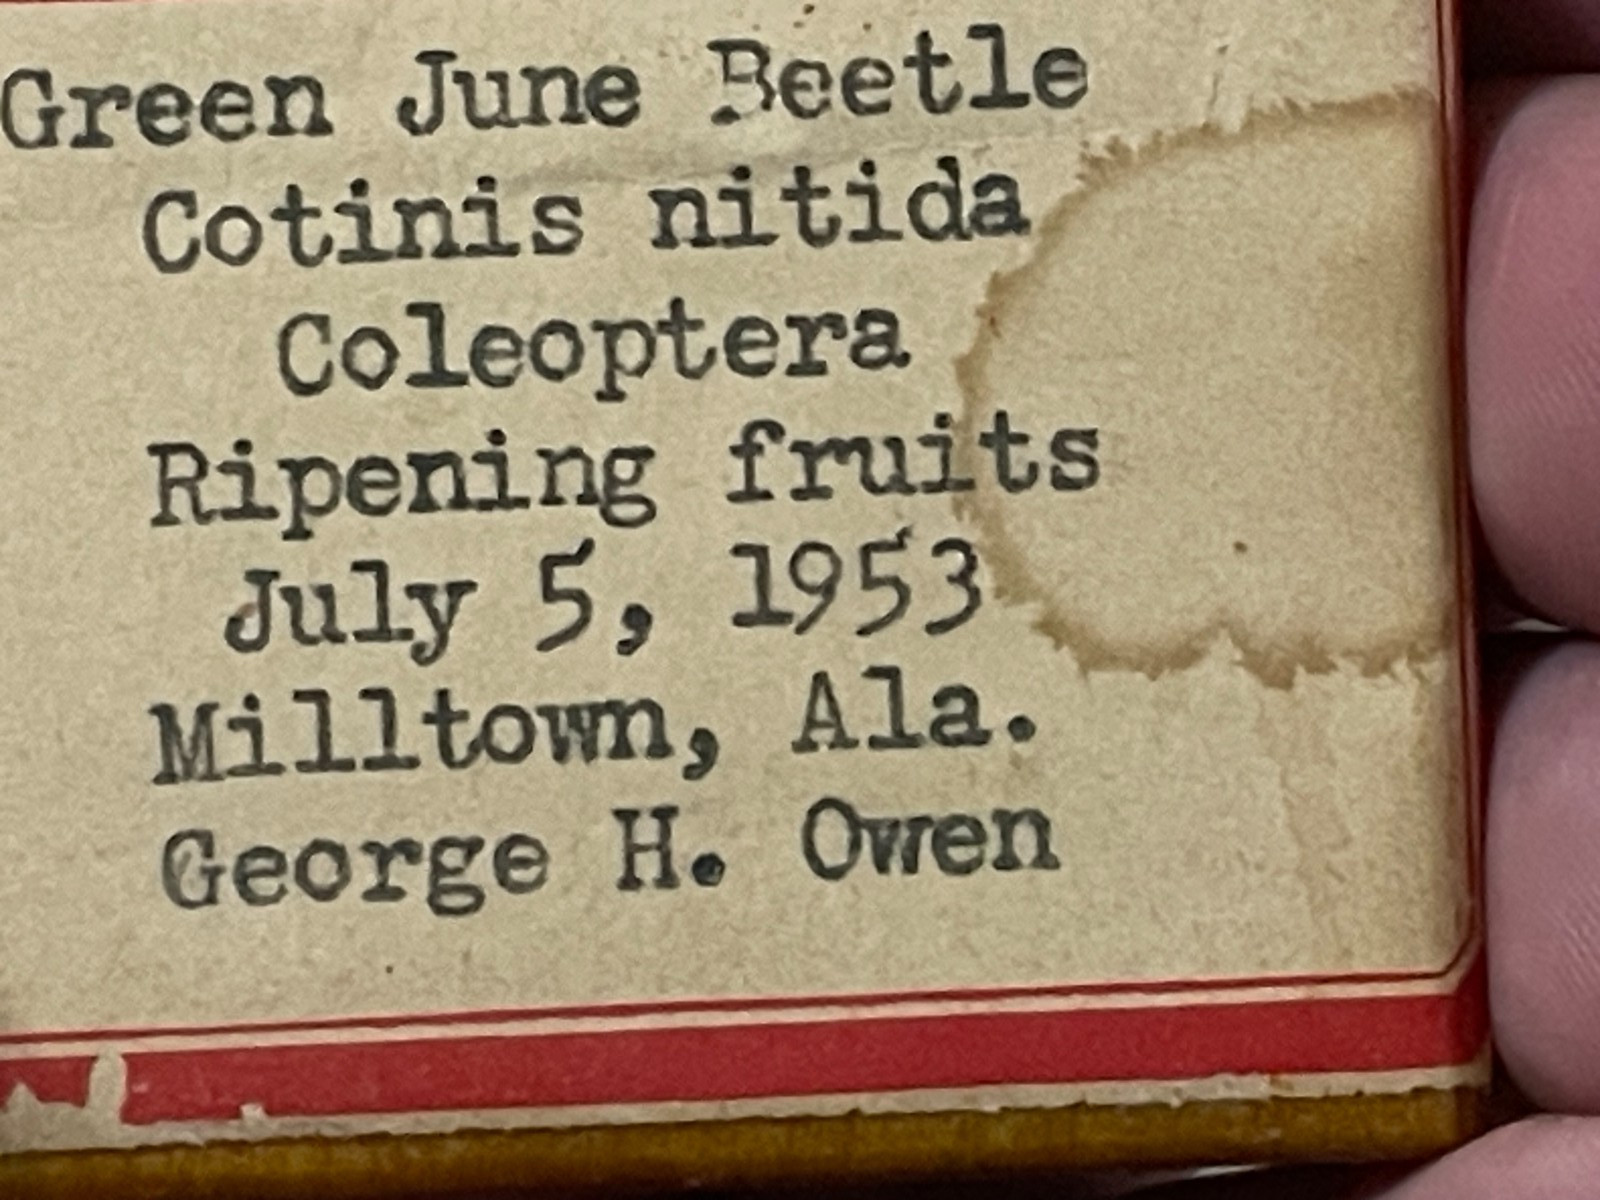 Green June Beetle
Cotinis nitida
Coleoptera
Ripening fruits
July 5, 1953
Milltown, Ala.
George H. Owen